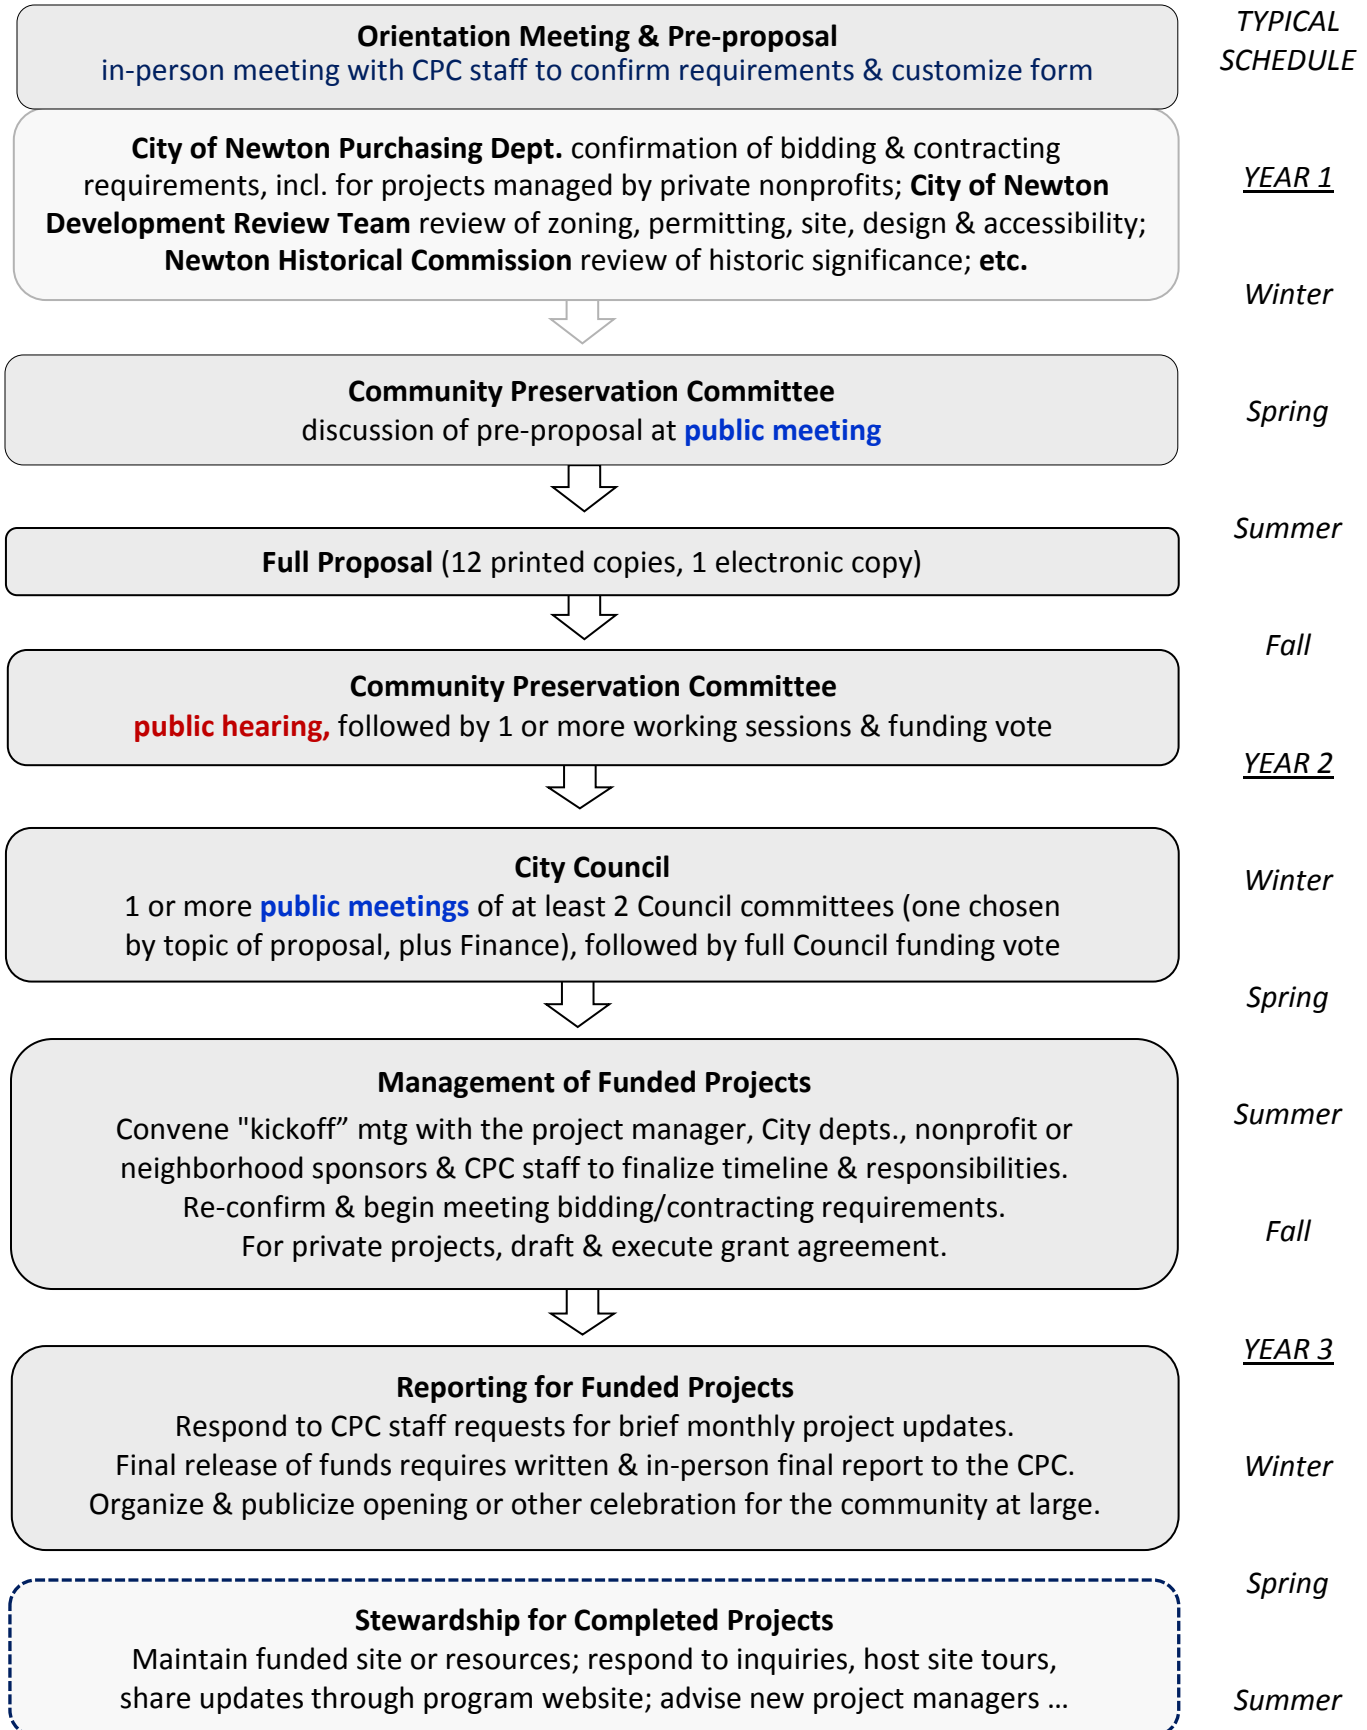 Orientation Meeting & Pre-proposal
in-person meeting with CPC staff to confirm requirements & customize form
City of Newton Purchasing Dept. confirmation of bidding & contracting
requirements, incl. for projects managed by private nonprofits; City of Newton
Development Review Team review of zoning, permitting, site, design & accessibility;
Newton Historical Commission review of historic significance; etc.
Community Preservation Committee
discussion of pre-proposal at public meeting
Full Proposal (12 printed copies, 1 electronic copy)
Community Preservation Committee
public hearing, followed by 1 or more working sessions & funding vote
City Council
1 or more public meetings of at least 2 Council committees (one chosen
by topic of proposal, plus Finance), followed by full Council funding vote
Management of Funded Projects
Convene "kickoff” mtg with the project manager, City depts., nonprofit or
neighborhood sponsors & CPC staff to finalize timeline & responsibilities.
Re-confirm & begin meeting bidding/contracting requirements.
For private projects, draft & execute grant agreement.
Reporting for Funded Projects
Respond to CPC staff requests for brief monthly project updates.
Final release of funds requires written & in-person final report to the CPC.
Organize & publicize opening or other celebration for the community at large.
Stewardship for Completed Projects
Maintain funded site or resources; respond to inquiries, host site tours,
share updates through program website; advise new project managers ...
TYPICAL
SCHEDULE
YEAR 1
Winter
Spring
Summer
Fall
YEAR 2
Winter
Spring
Summer
Fall
YEAR 3
Winter
Spring
Summer